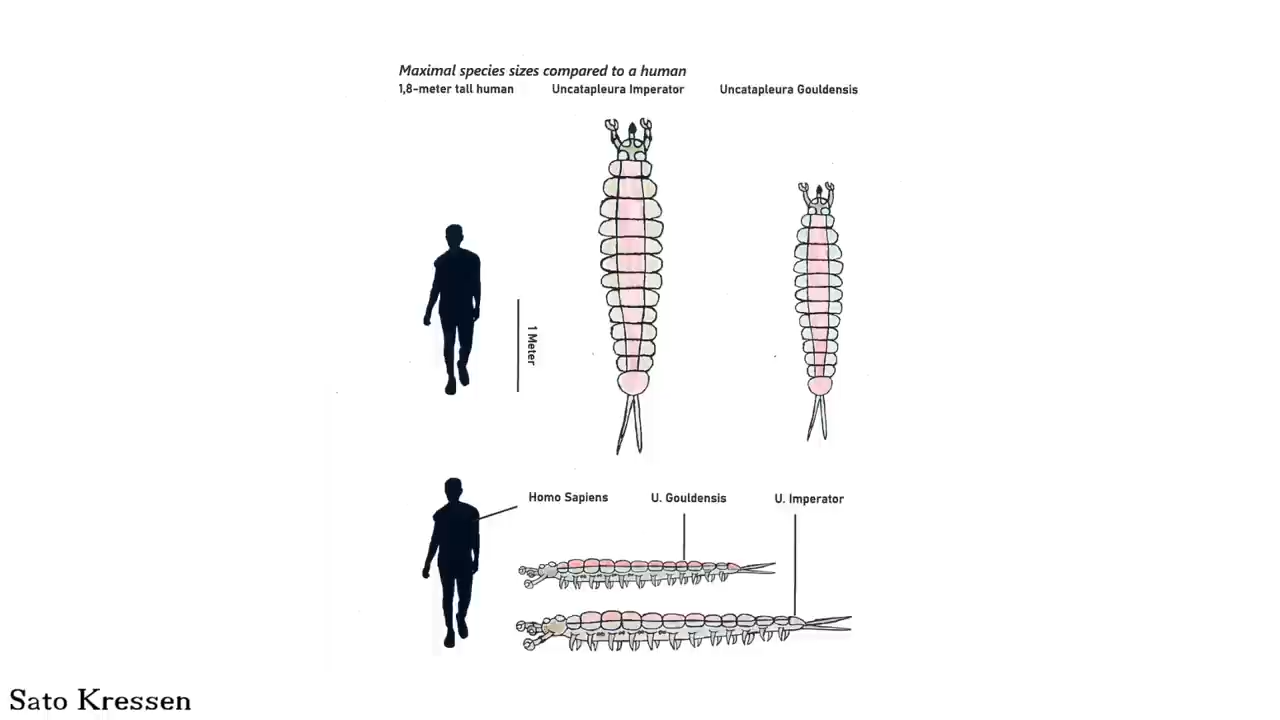 Maximal species sizes compared to a human
1,8-meter tall human Uncatapleura Imperator Uncatapleura Gouldensis
1 Meter
Homo Sapiens U. Gouldensis U. Imperator
Sato Kressen